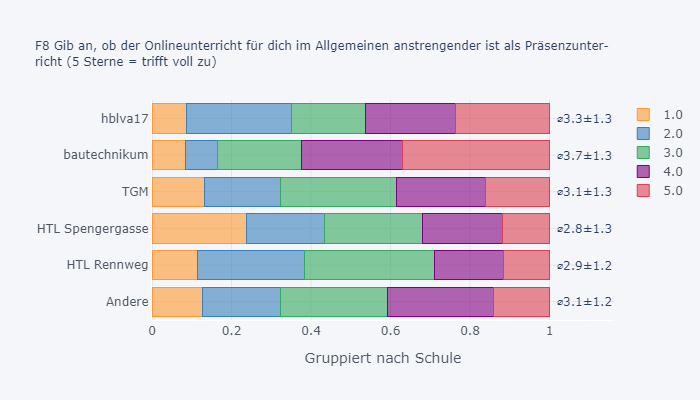 F8 Gib an, ob der Onlineunterricht für dich im Allgemeinen anstrengender ist als Präsenzunter-
richt (5 Sterne = trifft voll zu)
hblva17 ⌀3.3±1.3
bautechnikum ⌀3.7±1.3
TGM ⌀3.1±1.3
HTL Spengergasse ⌀2.8±1.3
HTL Rennweg ⌀2.9±1.2
Andere ⌀3.1±1.2
0 0.2 0.4 0.6 0.8 1
Gruppiert nach Schule
1.0
2.0
3.0
4.0
5.0